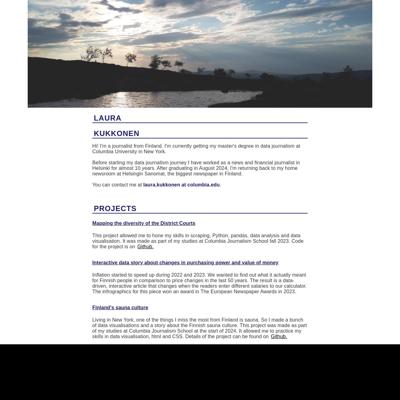 LAURA
KUKKONEN
Hi! I'm a journalist from Finland. I'm currently getting my master's degree in data journalism at
Columbia University in New York.
Before starting my data journalism journey I have worked as a news and financial journalist in
Helsinki for almost 10 years. After graduating in August 2024, I'm returning back to my home
newsroom at Helsingin Sanomat, the biggest newspaper in Finland.
You can contact me at laura.kukkonen at columbia.edu.
PROJECTS
Mapping the diversity of the District Courts
This project allowed me to hone my skills in scraping, Python, pandas, data analysis and data
visualisation. It was made as part of my studies at Columbia Journalism School fall 2023. Code
for the project is on Github.
Interactive data story about changes in purchasing power and value of money
Inflation started to speed up during 2022 and 2023. We wanted to find out what it actually meant
for Finnish people in comparison to price changes in the last 50 years. The result is a data-
driven, interactive article that changes when the readers enter different salaries to our calculator.
The infographics for this piece won an award in The European Newspaper Awards in 2023.
Finland's sauna culture
Living in New York, one of the things I miss the most from Finland is sauna. So I made a bunch
of data visualisations and a story about the Finnish sauna culture. This project was made as part
of my studies at Columbia Journalism School at the start of 2024. It allowed me to practice my
skills in data visualisation, html and CSS. Details of the project can be found on Github.